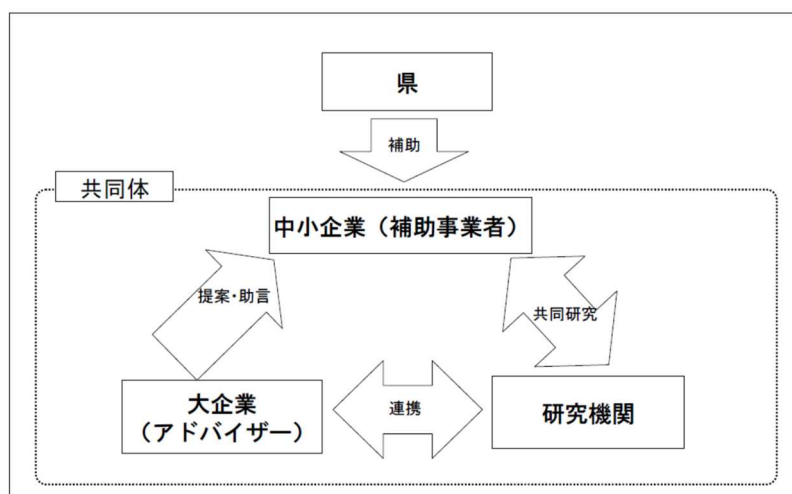 県
補助
共同体
中小企業（補助事業者）
提案・助言
共同研究
大企業
（アドバイザー）
連携
研究機関